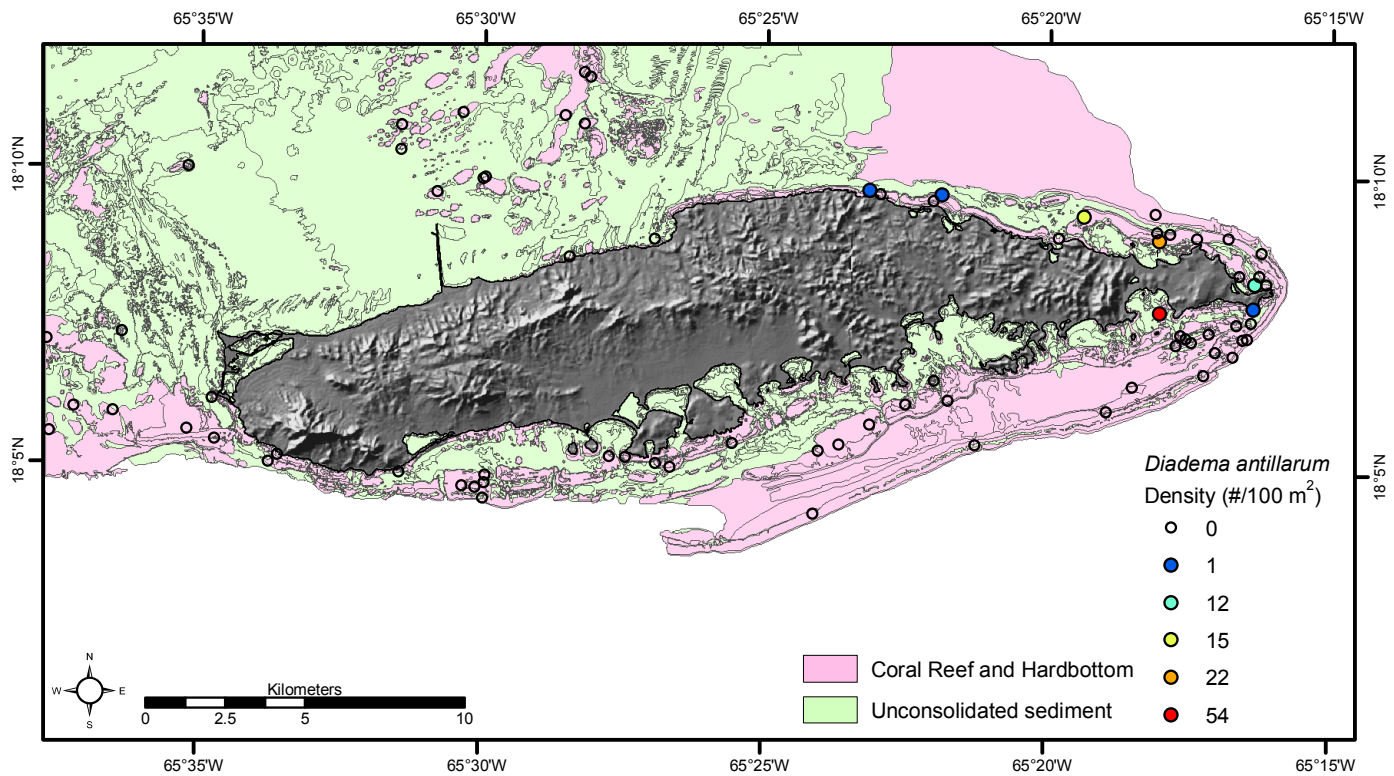 65°35'W 65°30'W 65°25'W 65°20'W 65°15'W
18°10'N 18°10'N
18°5'N 18°5'N
Diadema antillarum
Density (#/100 m²)
0
1
12
15
22
54
Coral Reef and Hardbottom
Unconsolidated sediment
N
W E
S
Kilometers
0 2.5 5 10
65°35'W 65°30'W 65°25'W 65°20'W 65°15'W